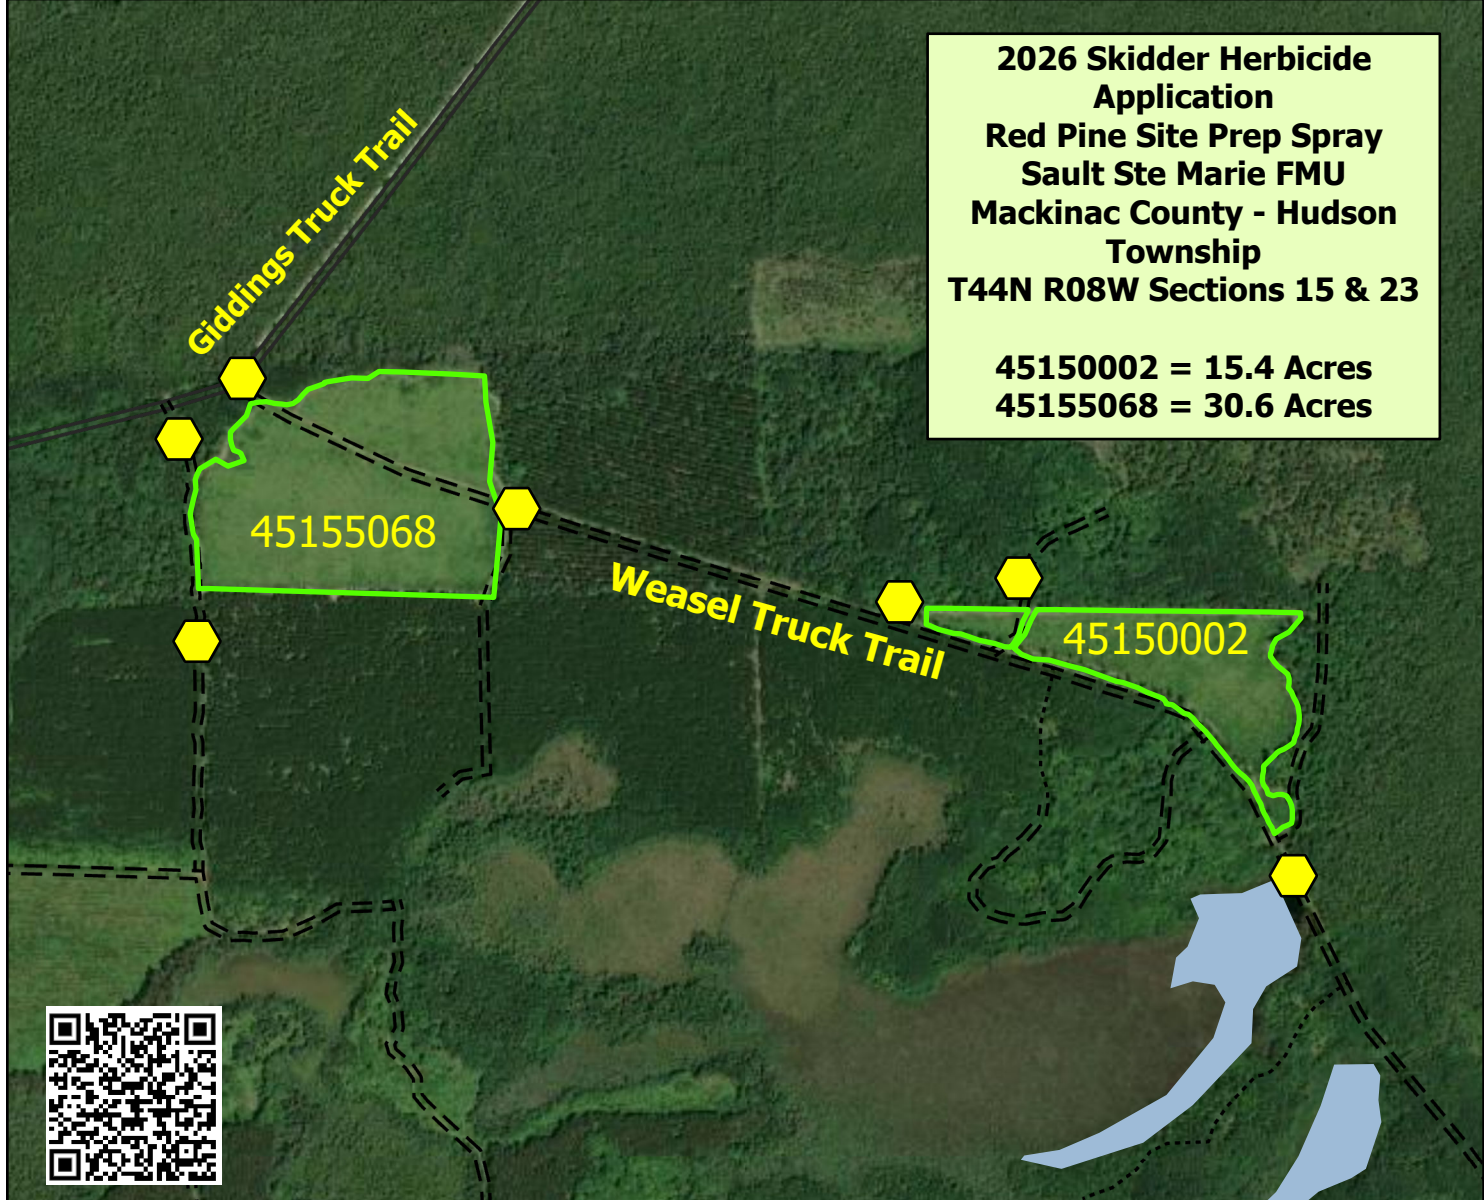 2026 Skidder Herbicide
Application
Red Pine Site Prep Spray
Sault Ste Marie FMU
Mackinac County - Hudson
Township
T44N R08W Sections 15 & 23
45150002 = 15.4 Acres
45155068 = 30.6 Acres
Giddings Truck Trail
45155068
Weasel Truck Trail
45150002